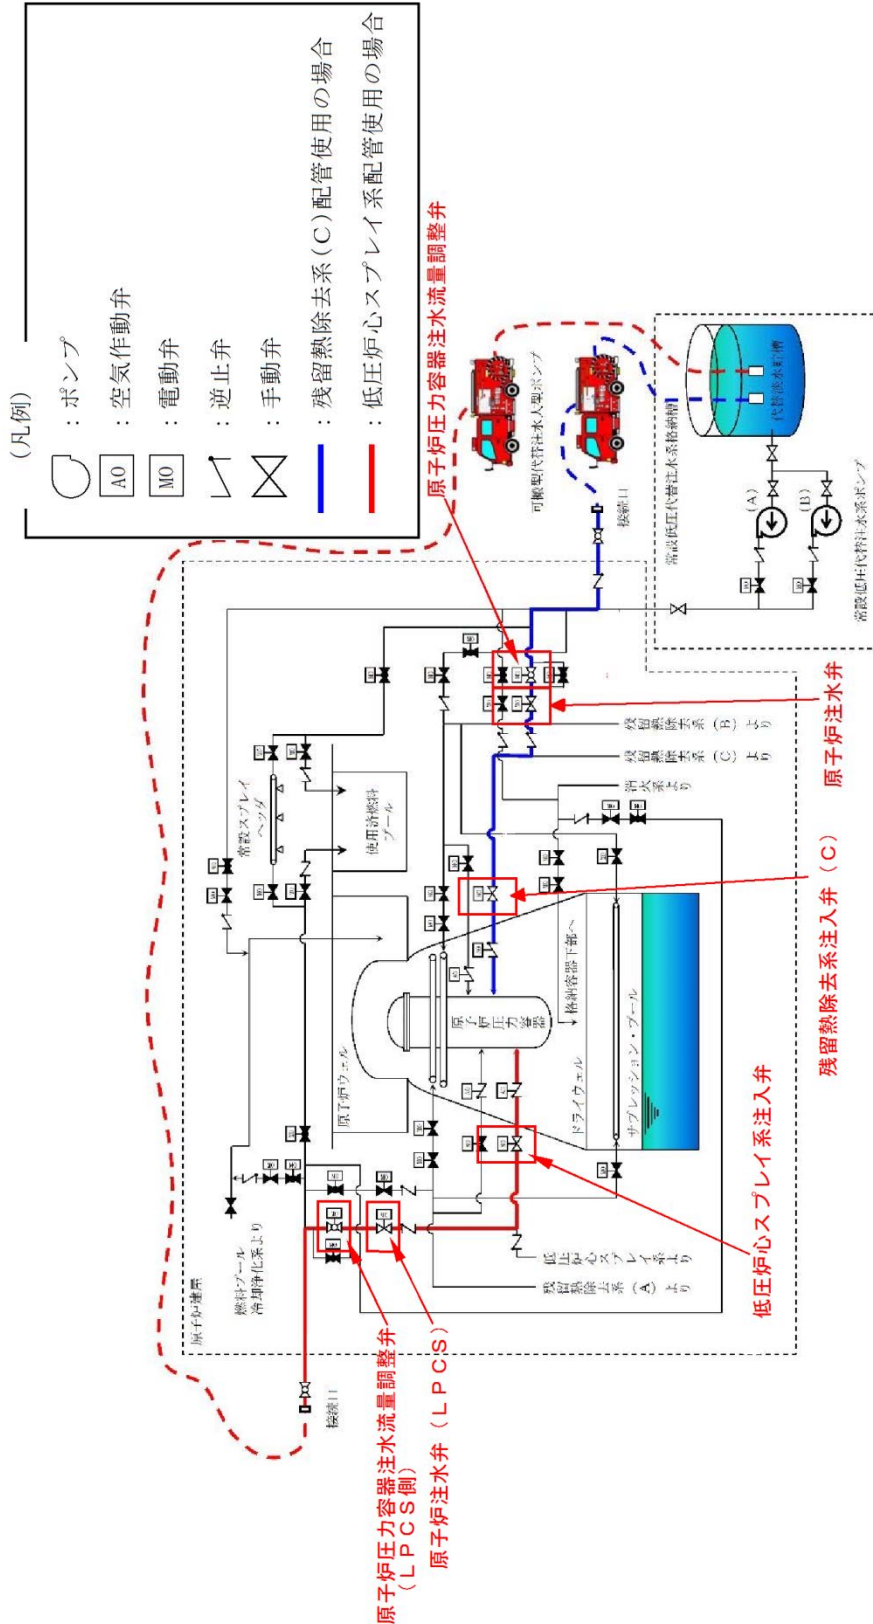 (凡例)
：ポンプ
AO
：空気作動弁
MO
：電動弁
：逆止弁
：手動弁
：残留熱除去系(C)配管使用の場合
：低圧炉心スプレイ系配管使用の場合
原子炉圧力容器注水流量調整弁
可搬型代替注水大型ポンプ
接続口
常設低圧代替注水系格納槽
代替淡水貯槽
(A)
(B)
常設低圧代替注水系ポンプ
原子炉建屋
燃料プール
冷却浄化系より
常設スプレイ
ヘッダ
使用済燃料
プール
原子炉ウェル
原子炉圧力容器
格納容器下部へ
ドライウェル
サプレッション・プール
残留熱除去系(B)より
残留熱除去系(C)より
消火系より
低圧炉心スプレイ系より
残留熱除去系(A)より
接続口
原子炉圧力容器注水流量調整弁
(LPCS側)
原子炉注水弁(LPCS)
低圧炉心スプレイ系注入弁
残留熱除去系注入弁(C)
原子炉注水弁